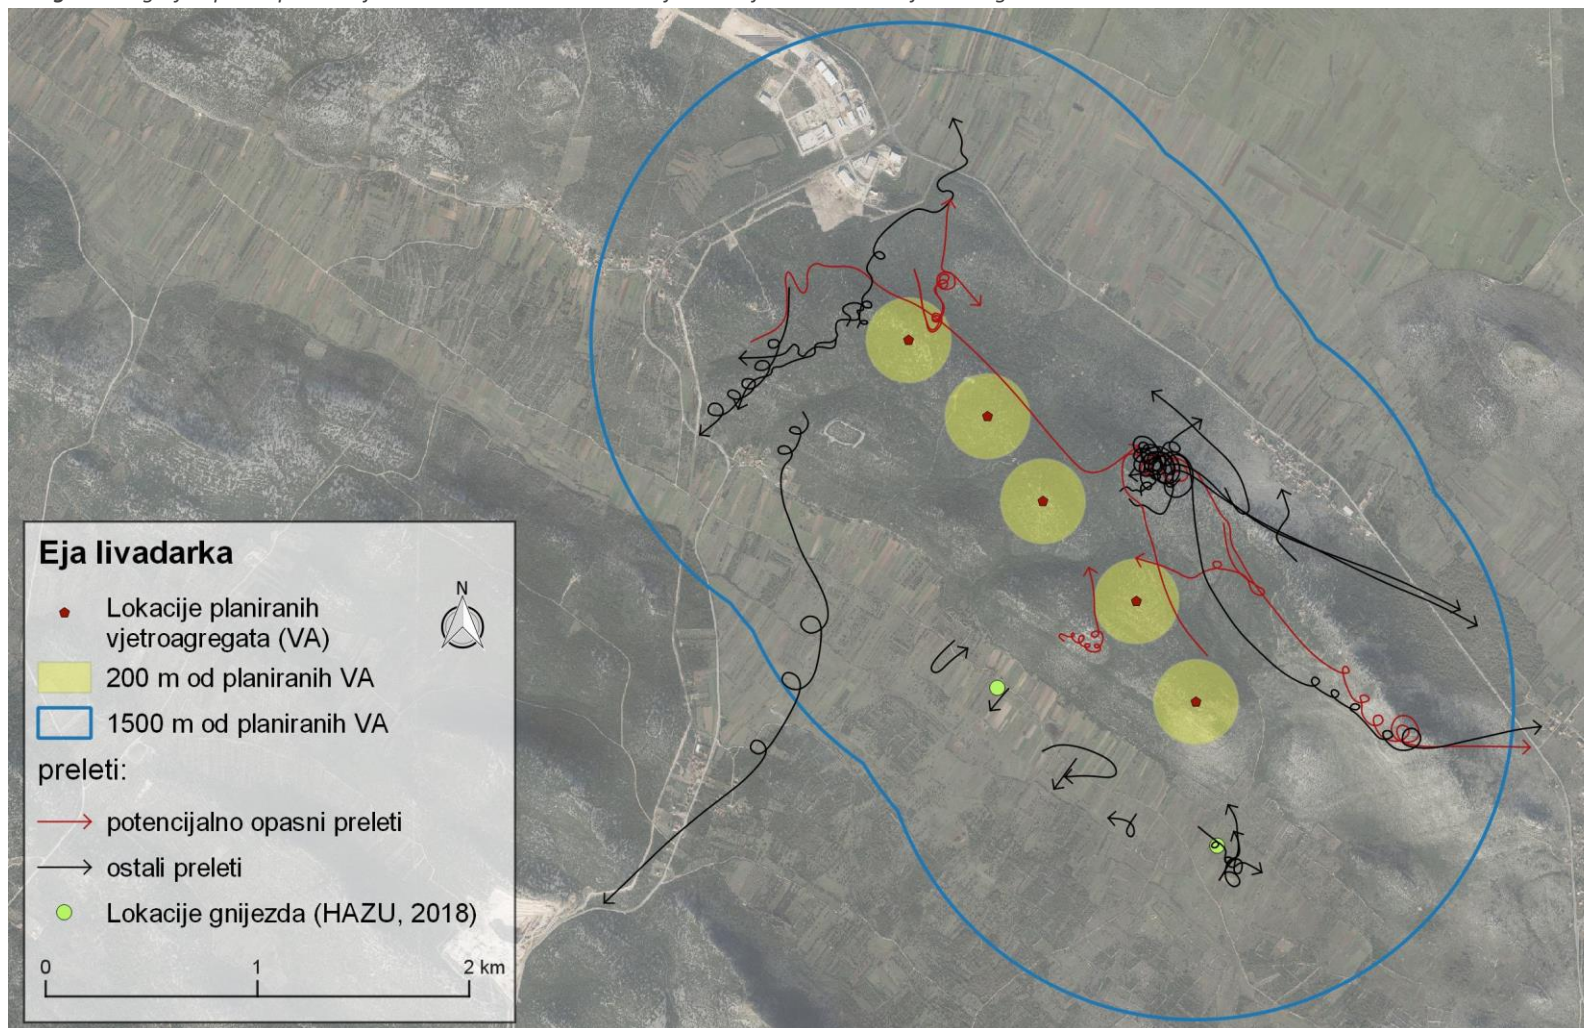 Eja livadarka
N
Lokacije planiranih
vjetroagregata (VA)
200 m od planiranih VA
1500 m od planiranih VA
preleti:
potencijalno opasni preleti
ostali preleti
Lokacije gnijezda (HAZU, 2018)
0 1 2 km